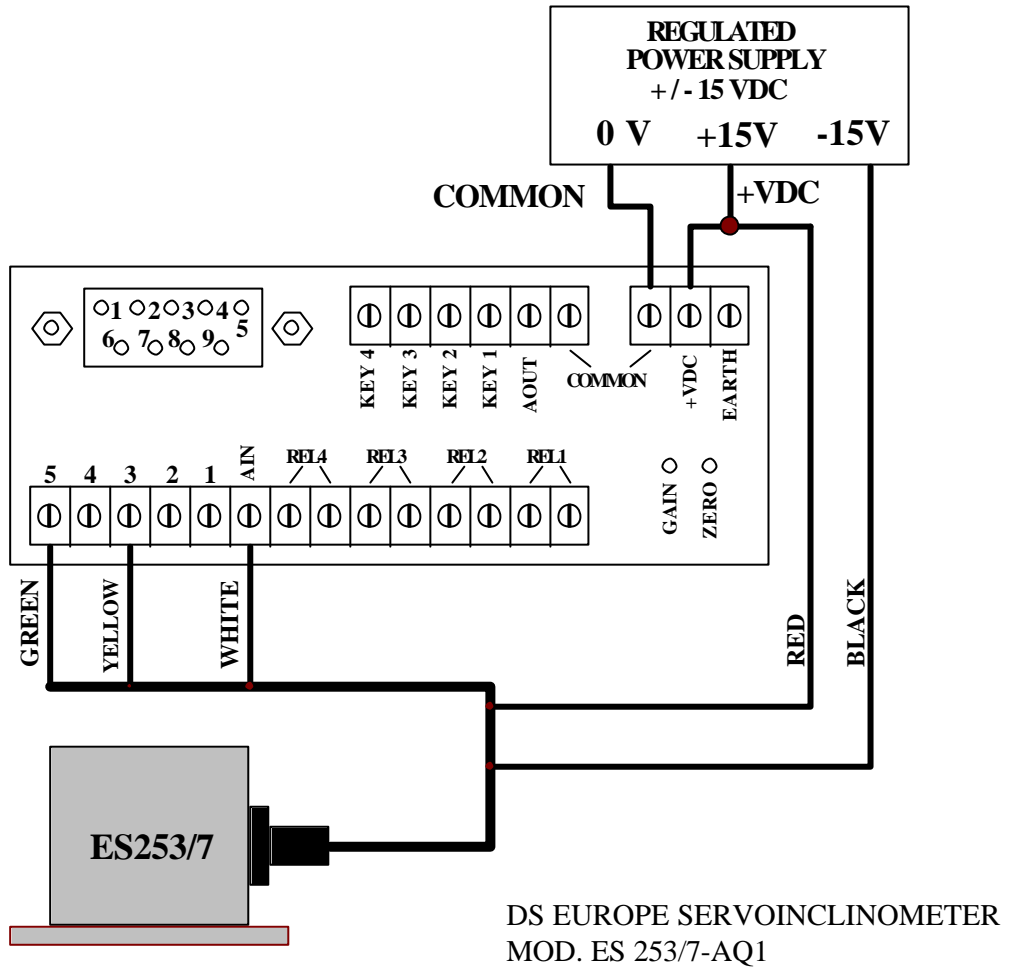 REGULATED
POWER SUPPLY
+ / - 15 VDC
0 V +15V -15V
COMMON +VDC
1 2 3 4 5
6 7 8 9
KEY 4 KEY 3 KEY 2 KEY 1 AOUT COMMON +VDC EARTH
5 4 3 2 1 AIN REL4 REL3 REL2 REL1
GAIN ZERO
GREEN YELLOW WHITE RED BLACK
ES253/7
DS EUROPE SERVOINCLINOMETER
MOD. ES 253/7-AQ1